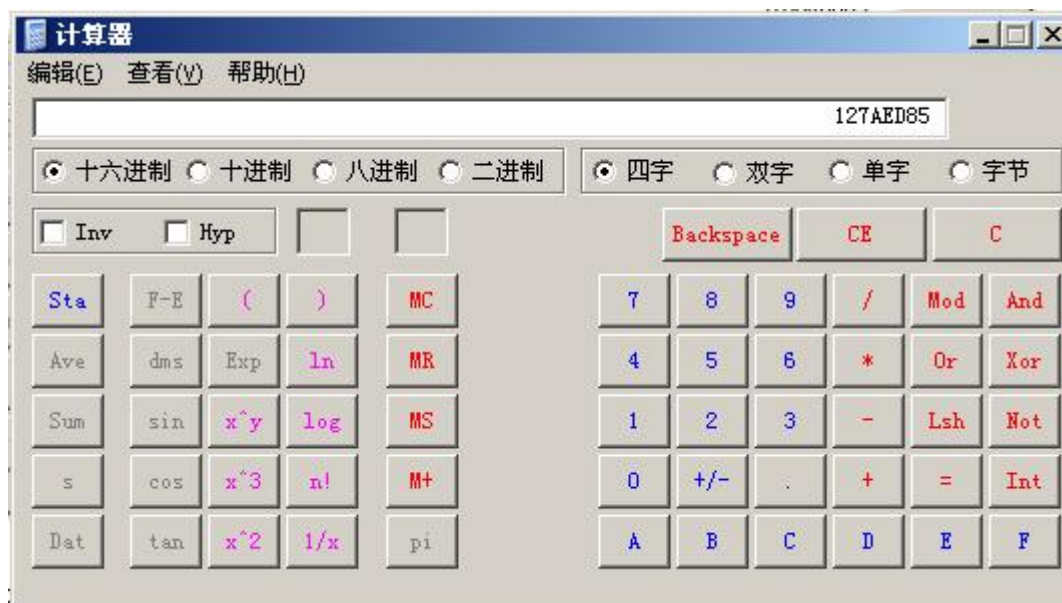 计算器
编辑(E) 查看(V) 帮助(H)
127AED85
十六进制 十进制 八进制 二进制 四字 双字 单字 字节
Inv Hyp Backspace CE C
Sta F-E ( ) MC 7 8 9 / Mod And
Ave dms Exp ln MR 4 5 6 * Or Xor
Sum sin x^y log MS 1 2 3 - Lsh Not
s cos x^3 n! M+ 0 +/- . + = Int
Dat tan x^2 1/x pi A B C D E F